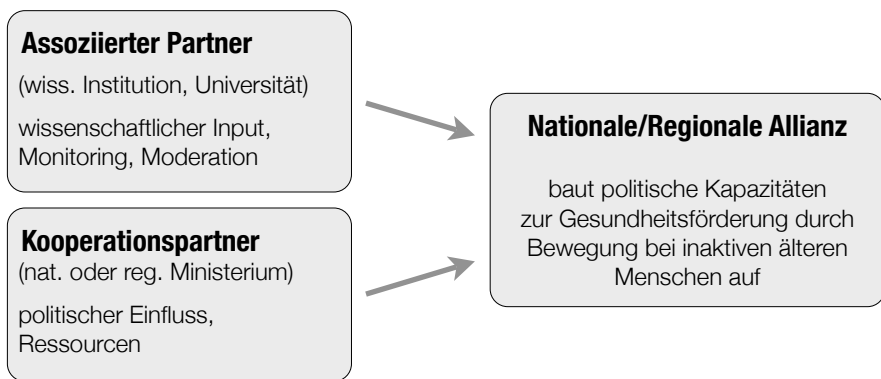 Assoziierter Partner
(wiss. Institution, Universität)
wissenschaftlicher Input,
Monitoring, Moderation
Kooperationspartner
(nat. oder reg. Ministerium)
politischer Einfluss,
Ressourcen
Nationale/Regionale Allianz
baut politische Kapazitäten
zur Gesundheitsförderung durch
Bewegung bei inaktiven älteren
Menschen auf